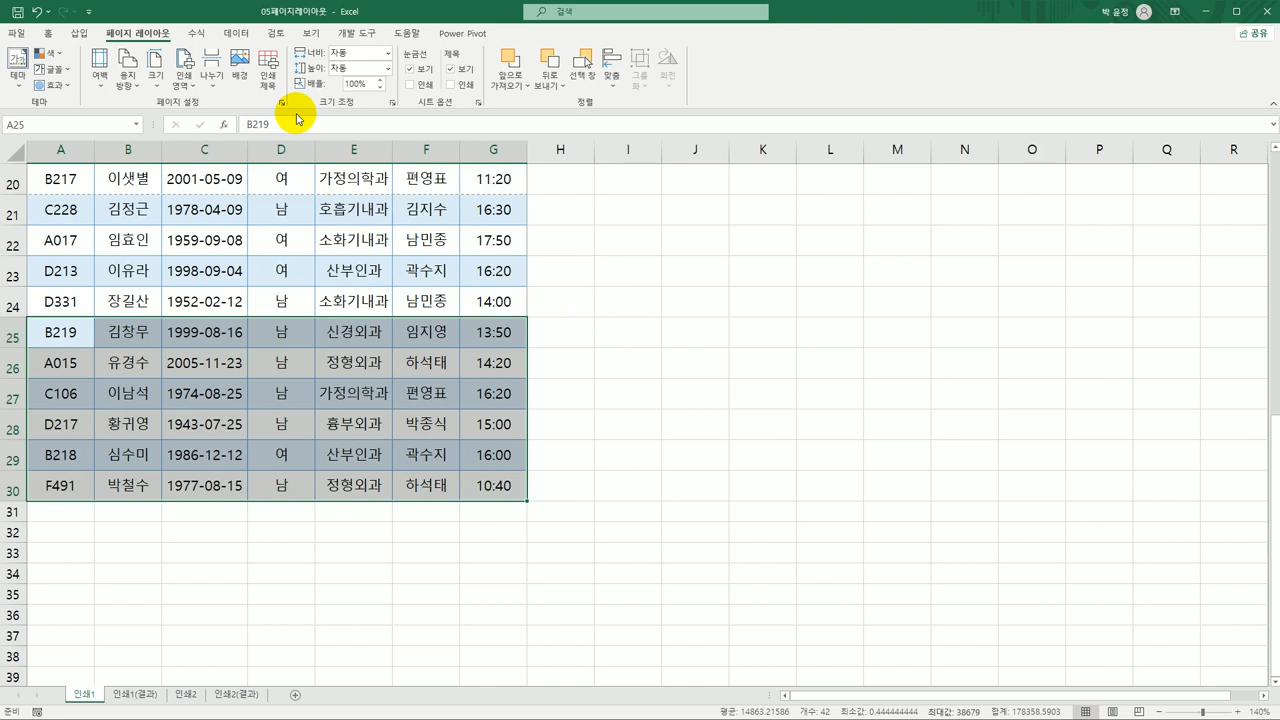 05페이지레이아웃 - Excel
검색
박 윤정
파일 홈 삽입 페이지 레이아웃 수식 데이터 검토 보기 개발 도구 도움말 Power Pivot
공유
가가
테마
색
글꼴
효과
테마
여백
용지 방향
크기
인쇄 영역
나누기
배경
인쇄 제목
페이지 설정
너비: 자동
높이: 자동
배율: 100%
크기 조정
눈금선 제목
보기 보기
인쇄 인쇄
시트 옵션
앞으로 가져오기
뒤로 보내기
선택 창
맞춤
그룹화
회전
정렬
A25 fx B219
A B C D E F G H I J K L M N O P Q R
20 B217 이샛별 2001-05-09 여 가정의학과 편영표 11:20
21 C228 김정근 1978-04-09 남 호흡기내과 김지수 16:30
22 A017 임효인 1959-09-08 여 소화기내과 남민종 17:50
23 D213 이유라 1998-09-04 여 산부인과 곽수지 16:20
24 D331 장길산 1952-02-12 남 소화기내과 남민종 14:00
25 B219 김창무 1999-08-16 남 신경외과 임지영 13:50
26 A015 유경수 2005-11-23 남 정형외과 하석태 14:20
27 C106 이남석 1974-08-25 남 가정의학과 편영표 16:20
28 D217 황귀영 1943-07-25 남 흉부외과 박종식 15:00
29 B218 심수미 1986-12-12 여 산부인과 곽수지 16:00
30 F491 박철수 1977-08-15 남 정형외과 하석태 10:40
31
32
33
34
35
36
37
38
39
인쇄1 인쇄1(결과) 인쇄2 인쇄2(결과)
준비 평균: 14863.21586 개수: 42 최소값: 0.444444444 최대값: 38679 합계: 178358.5903 140%